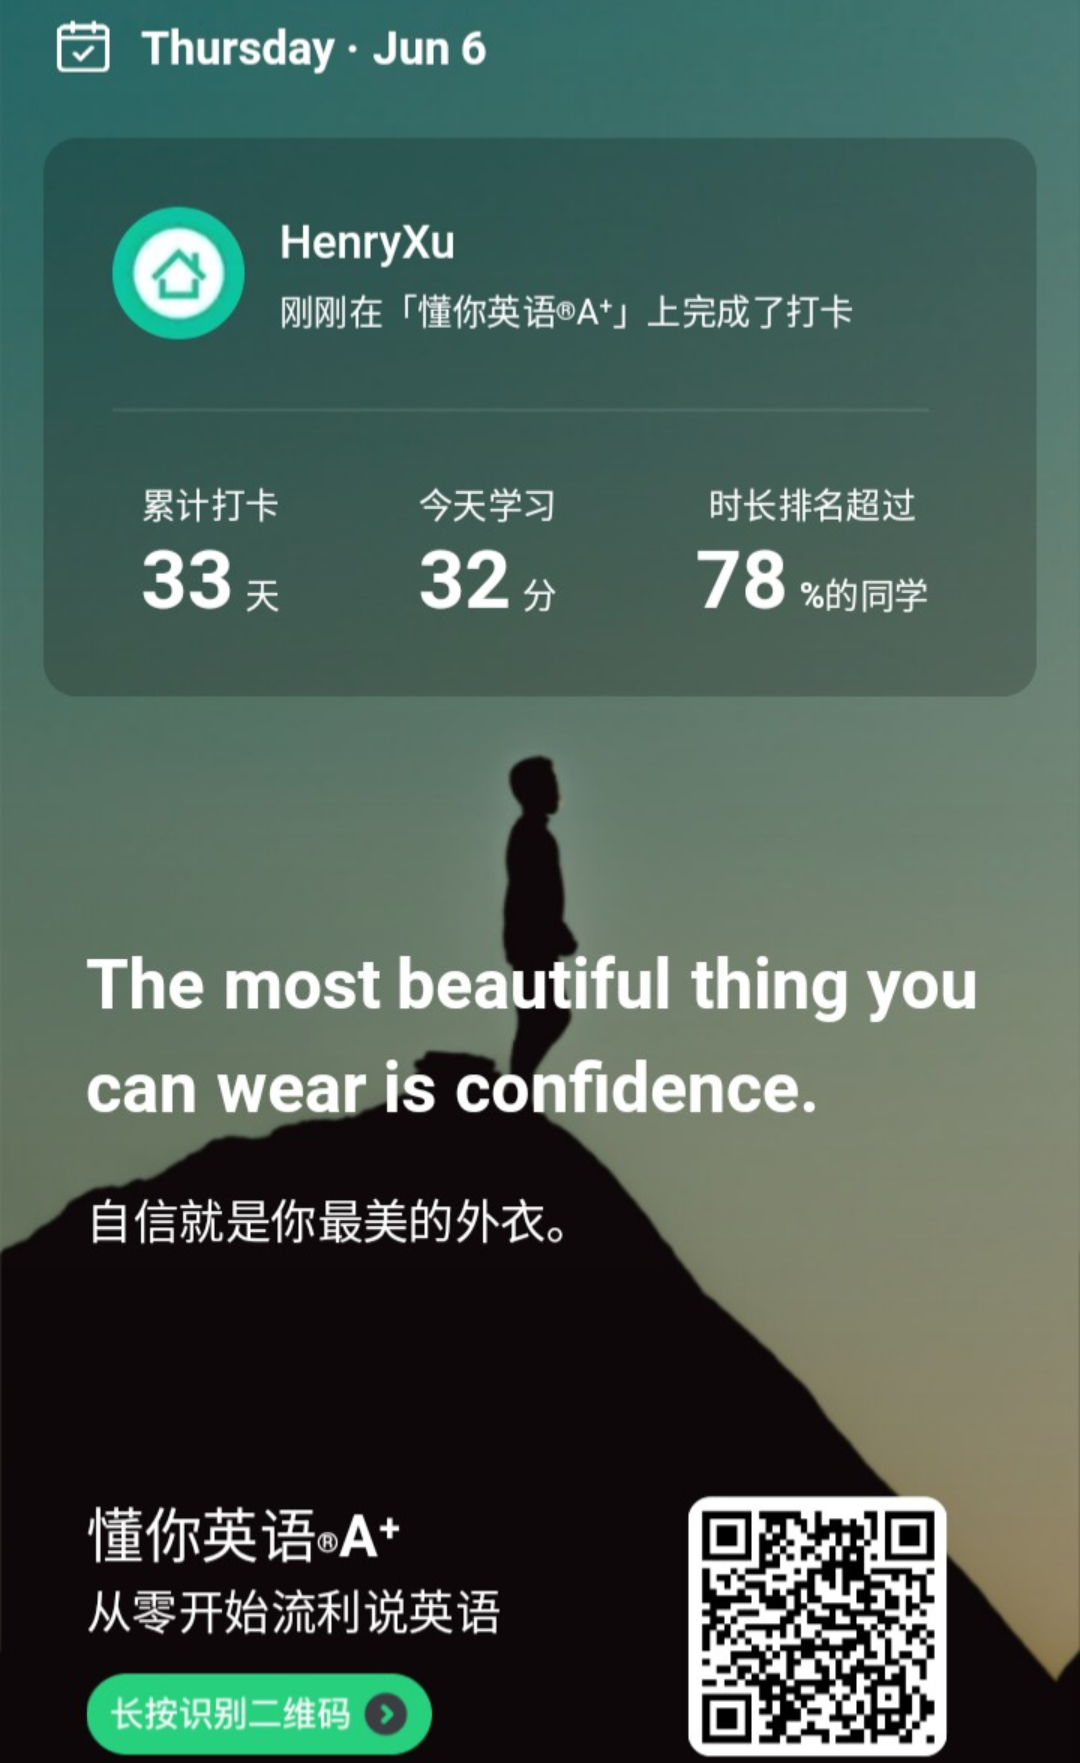 Thursday · Jun 6
HenryXu
刚刚在「懂你英语®A⁺」上完成了打卡
累计打卡 今天学习 时长排名超过
33 天 32 分 78 %的同学
The most beautiful thing you
can wear is confidence.
自信就是你最美的外衣。
懂你英语®A⁺
从零开始流利说英语
长按识别二维码